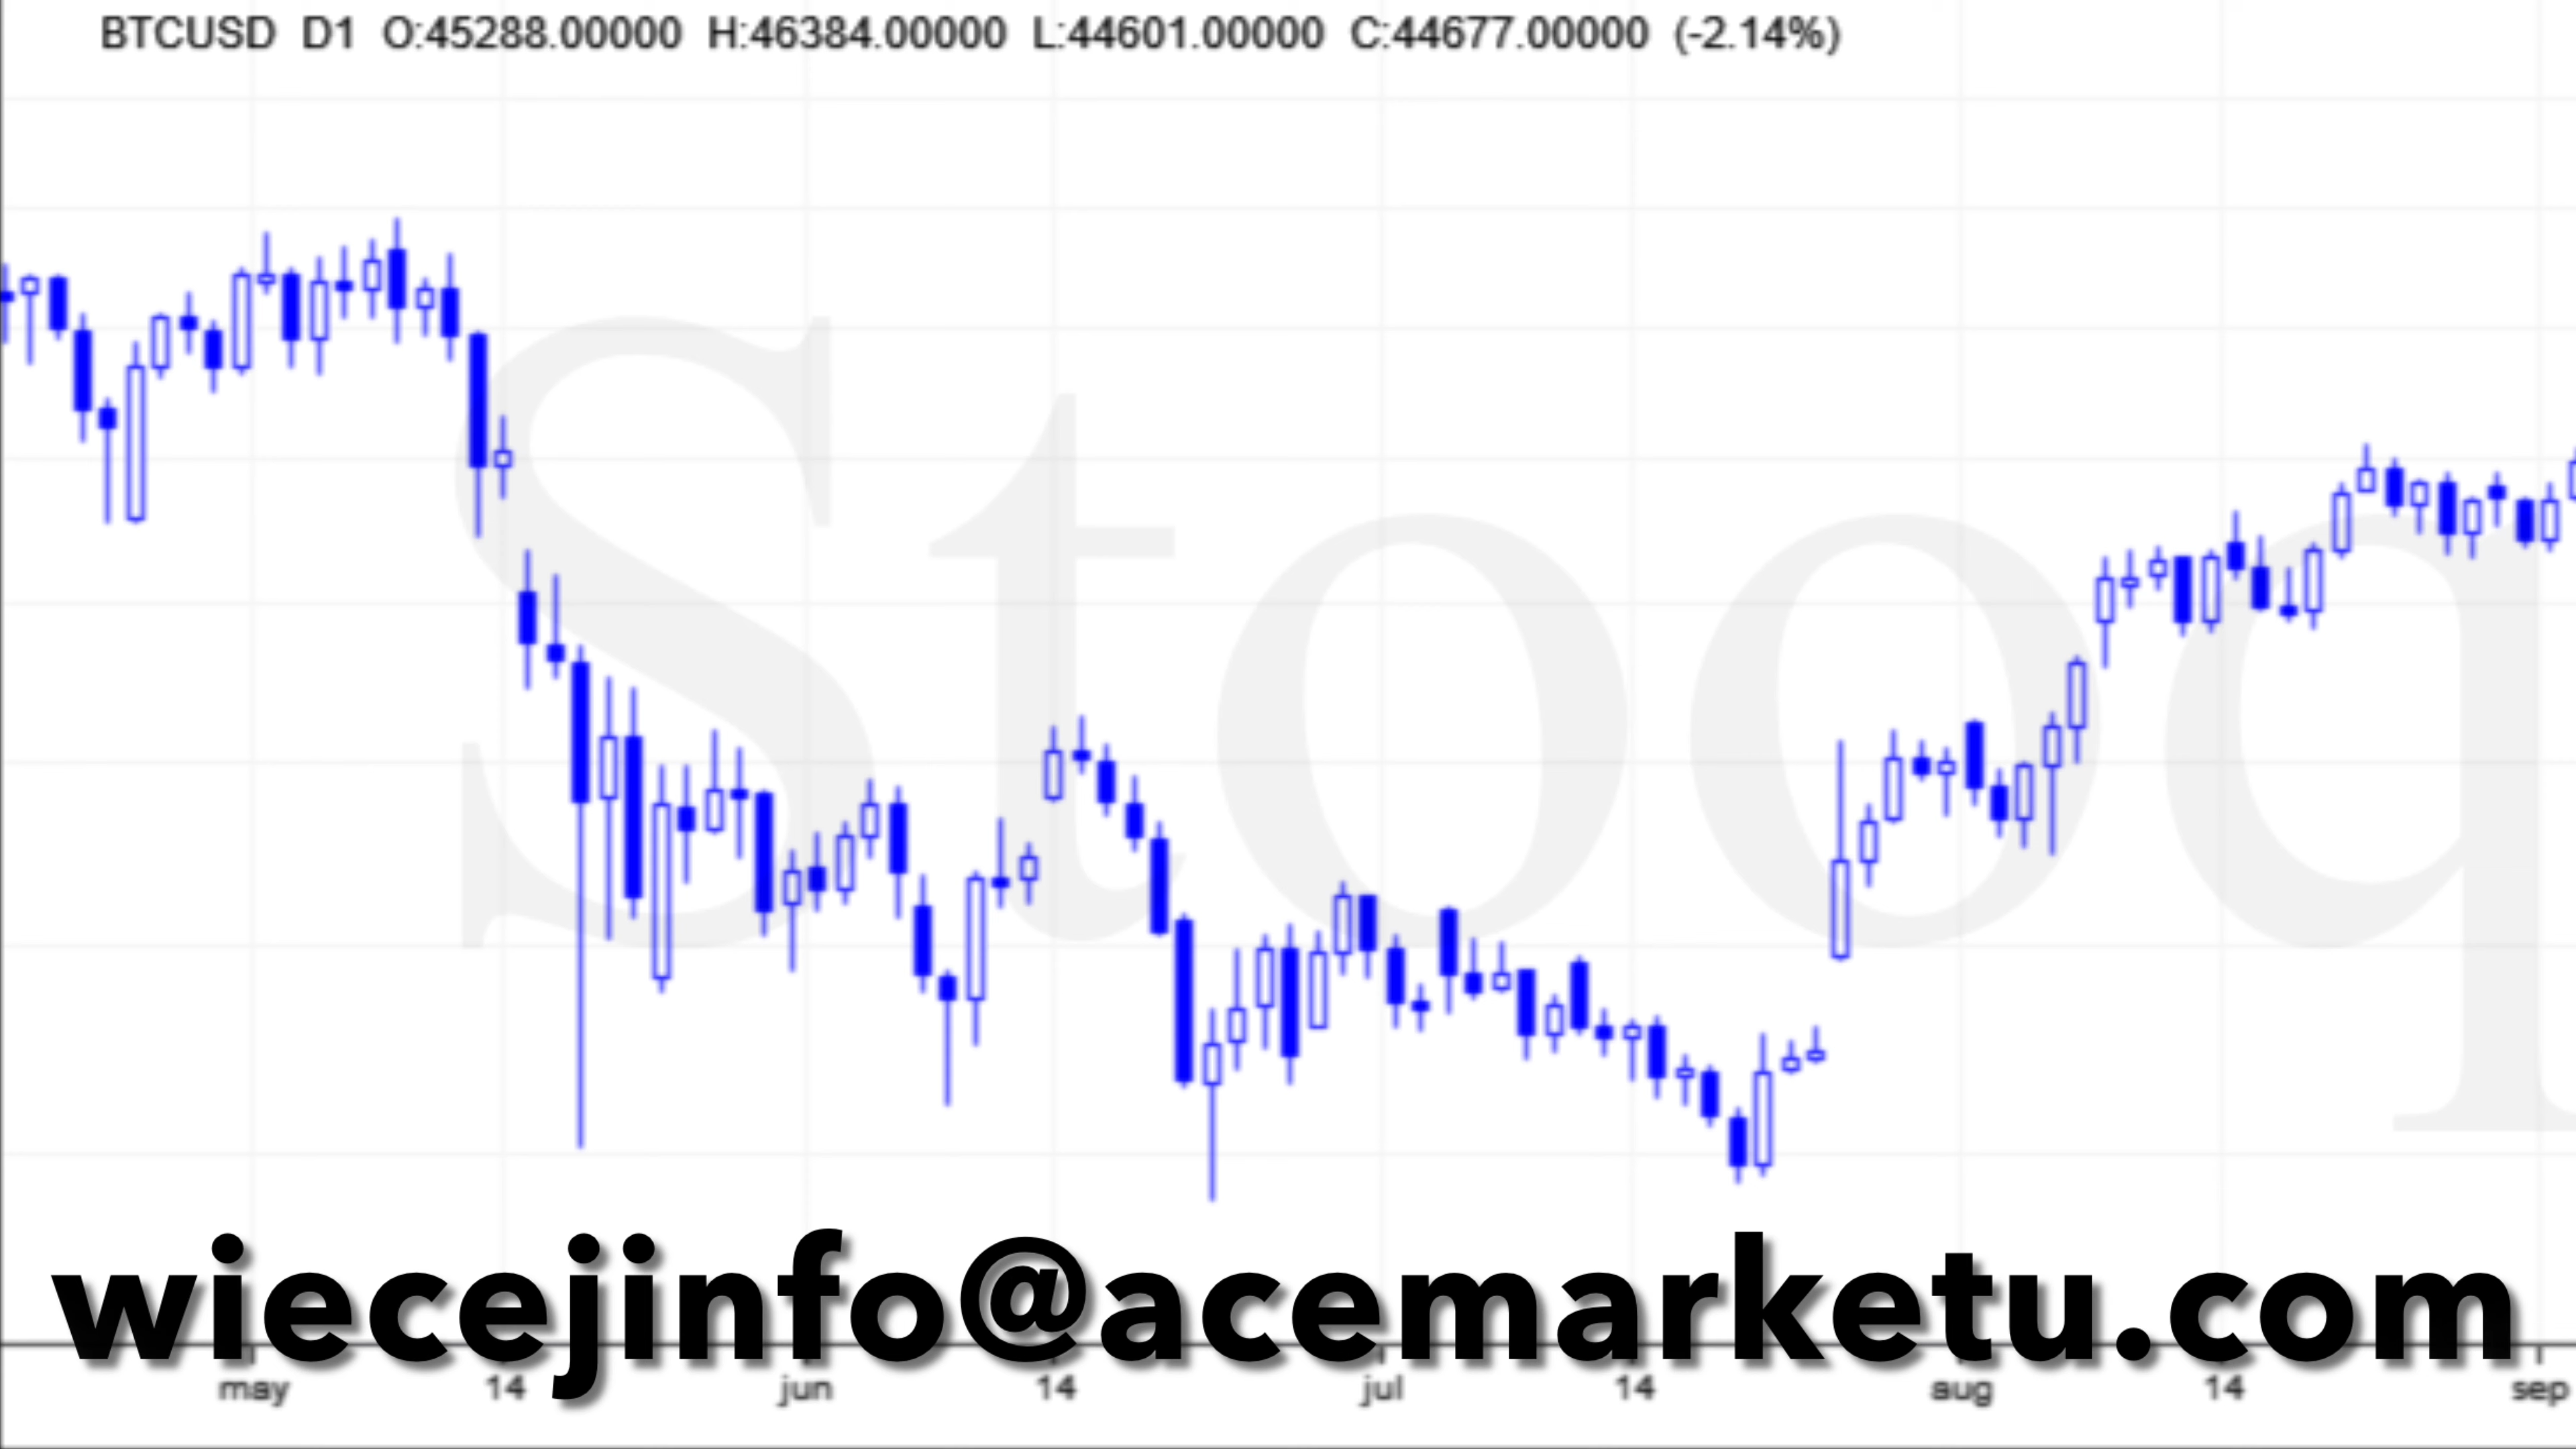 BTCUSD D1 O:45288.00000 H:46384.00000 L:44601.00000 C:44677.00000 (-2.14%)
Stooq
wiecejinfo@acemarketu.com
may 14 jun 14 jul 14 aug 14 sep